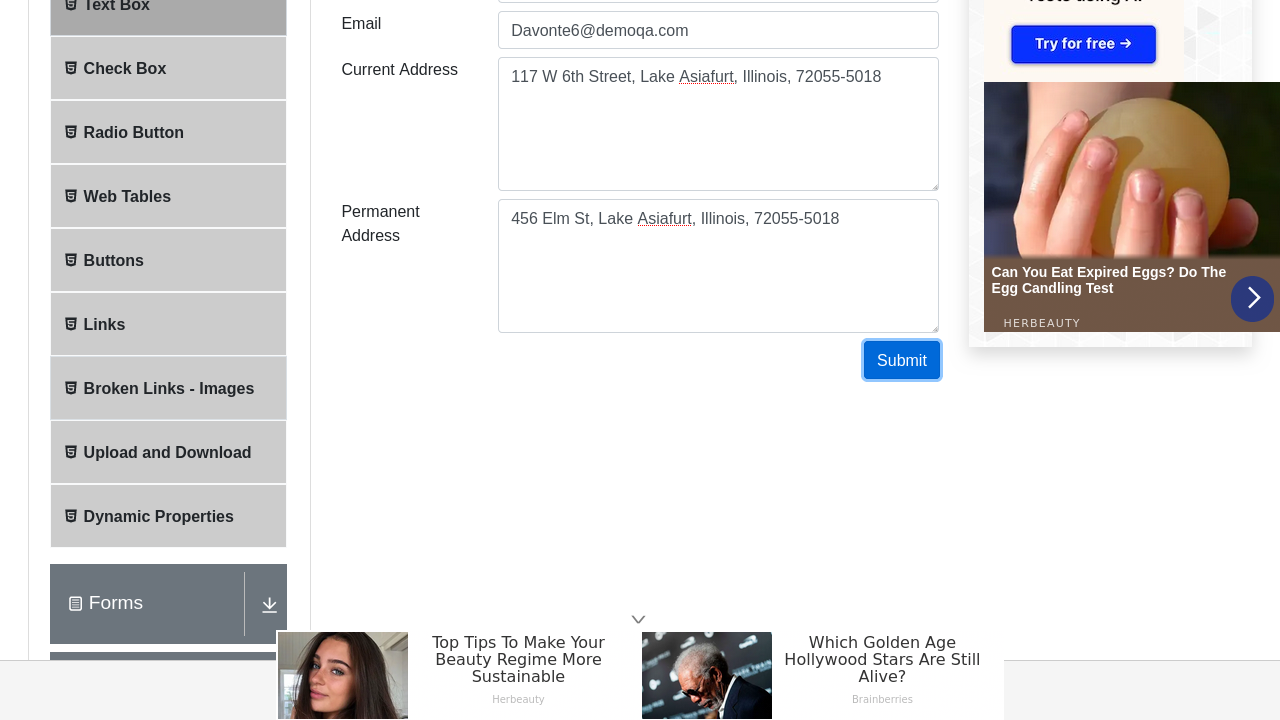 Text Box
Check Box
Radio Button
Web Tables
Buttons
Links
Broken Links - Images
Upload and Download
Dynamic Properties
Forms
Email
Davonte6@demoqa.com
Current Address
117 W 6th Street, Lake Asiafurt, Illinois, 72055-5018
Permanent
Address
456 Elm St, Lake Asiafurt, Illinois, 72055-5018
Submit
Try for free →
Can You Eat Expired Eggs? Do The
Egg Candling Test
HERBEAUTY
Top Tips To Make Your
Beauty Regime More
Sustainable
Herbeauty
Which Golden Age
Hollywood Stars Are Still
Alive?
Brainberries